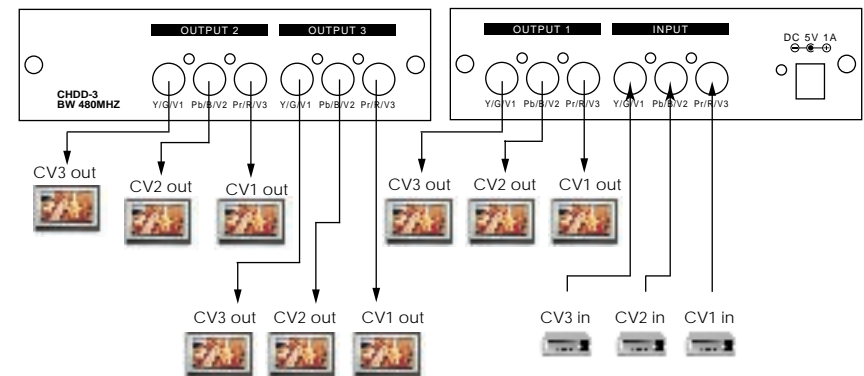 OUTPUT 2
OUTPUT 3
CHDD-3
BW 480MHZ
Y/G/V1 Pb/B/V2 Pr/R/V3
Y/G/V1 Pb/B/V2 Pr/R/V3
CV3 out
CV2 out
CV1 out
CV3 out
CV2 out
CV1 out
OUTPUT 1
INPUT
DC 5V 1A
Y/G/V1 Pb/B/V2 Pr/R/V3
Y/G/V1 Pb/B/V2 Pr/R/V3
CV3 out
CV2 out
CV1 out
CV3 in
CV2 in
CV1 in